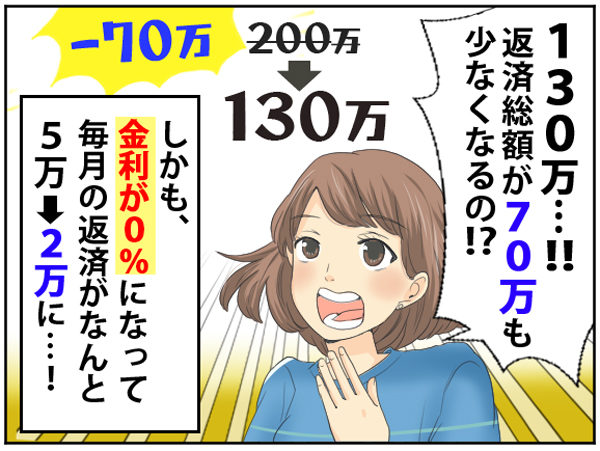 130万…!!
返済総額が70万も
少なくなるの!?
-70万
200万
⬇
130万
しかも、
金利が0%になって
毎月の返済がなんと
5万➡2万に…!